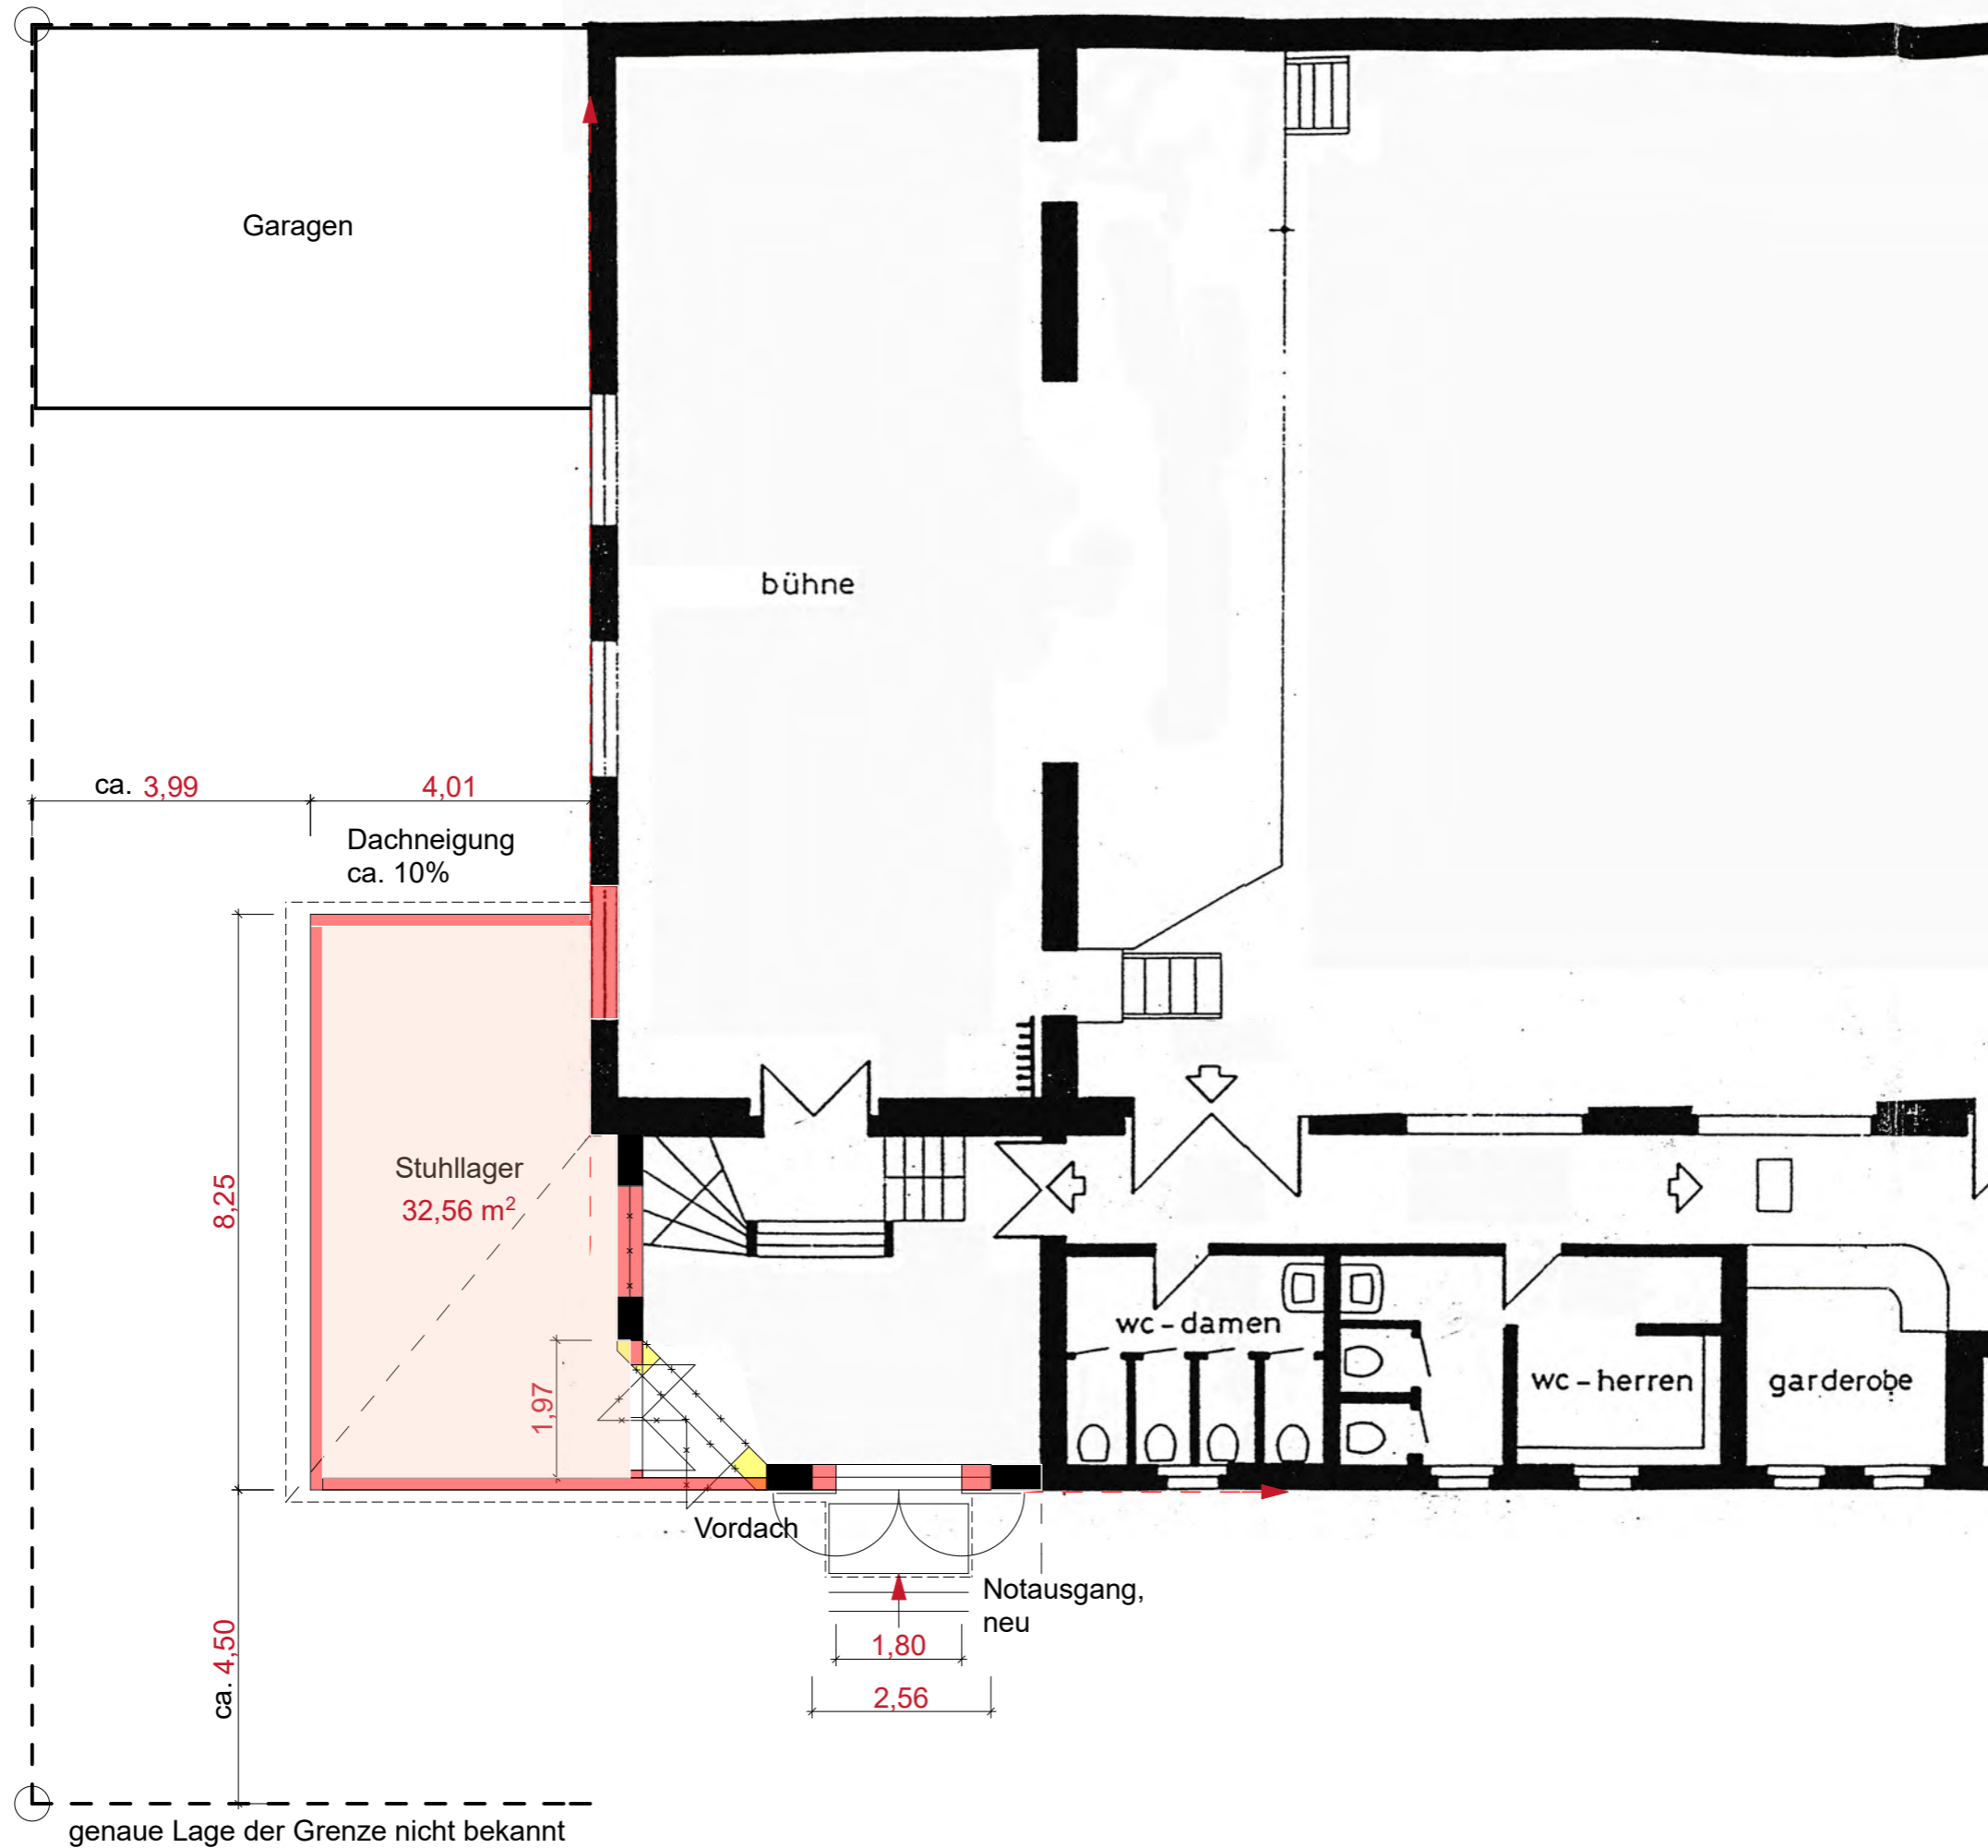 Garagen
bühne
ca. 3,99
4,01
Dachneigung
ca. 10%
Stuhllager
32,56 m²
8,25
1,97
wc-damen
wc-herren
garderobe
Vordach
Notausgang,
neu
1,80
2,56
ca. 4,50
genaue Lage der Grenze nicht bekannt